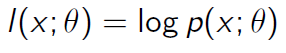 l(x; θ) = log p(x; θ)